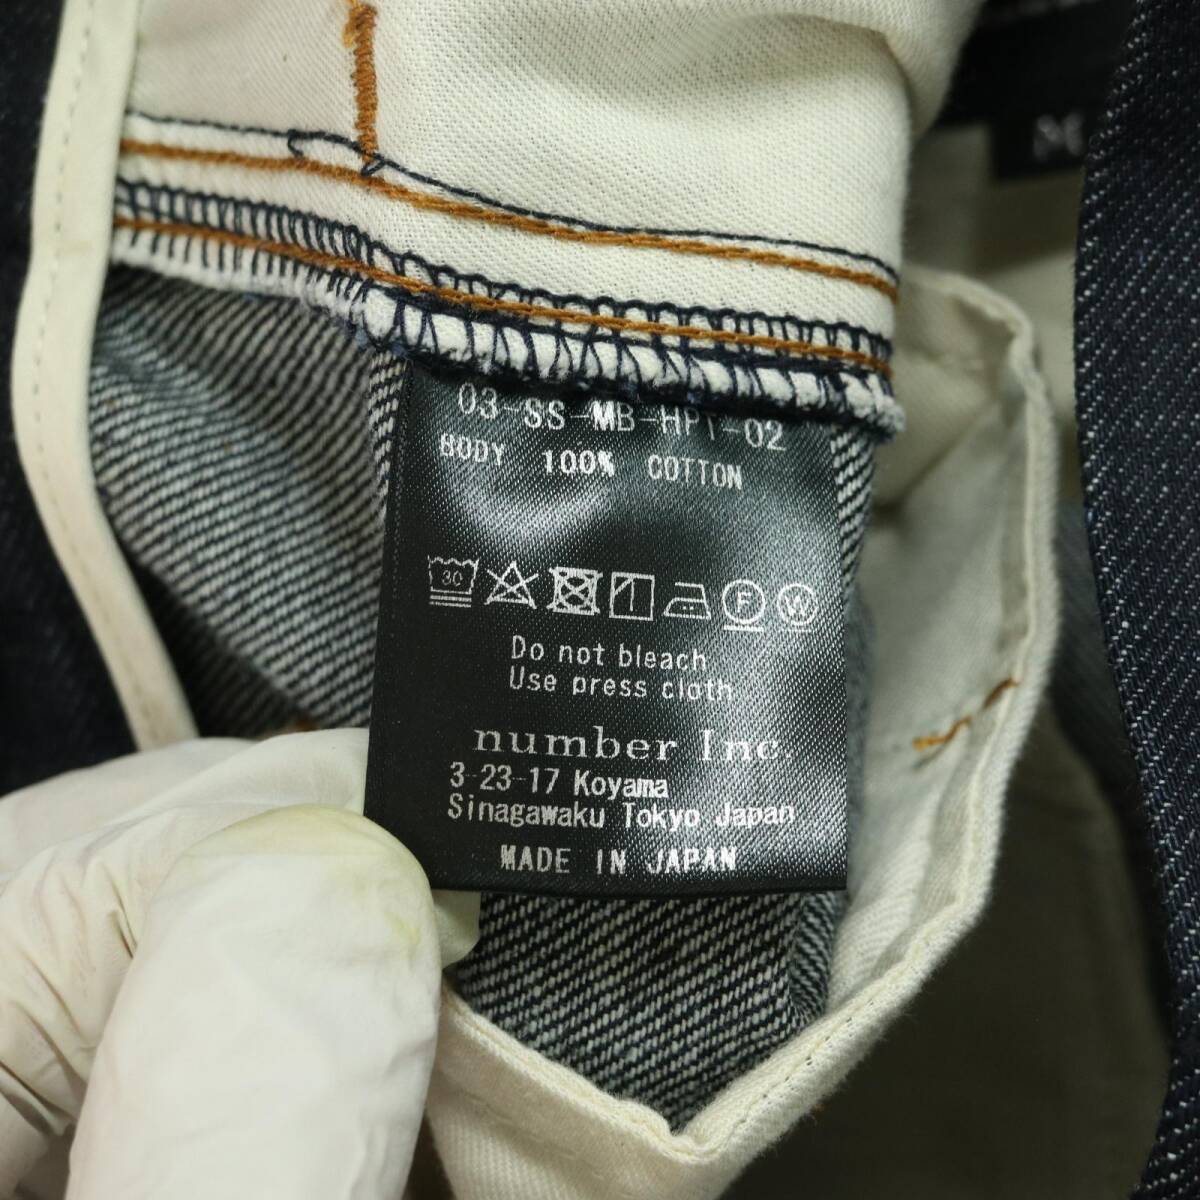 M
03-SS-MB-HPT-02
BODY 100% COTTON
30
F W
Do not bleach
Use press cloth
number Inc.
3-23-17 Koyama
Sinagawaku Tokyo Japan
MADE IN JAPAN